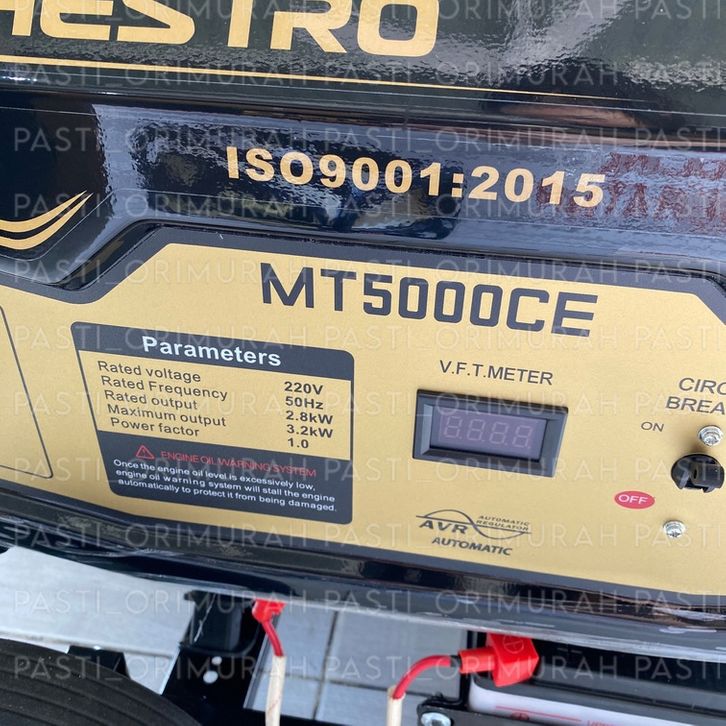 AESTRO
ISO9001:2015
MT5000CE
Parameters
Rated voltage 220V
Rated Frequency 50Hz
Rated output 2.8kW
Maximum output 3.2kW
Power factor 1.0
ENGINE OIL WARNING SYSTEM
Once the engine oil level is excessively low,
engine oil warning system will stall the engine
automatically to protect it from being damaged.
V.F.T.METER
CIRC
BREA
ON
OFF
AVR AUTOMATIC
REGULATOR
AUTOMATIC
PASTI_ORIMURAH